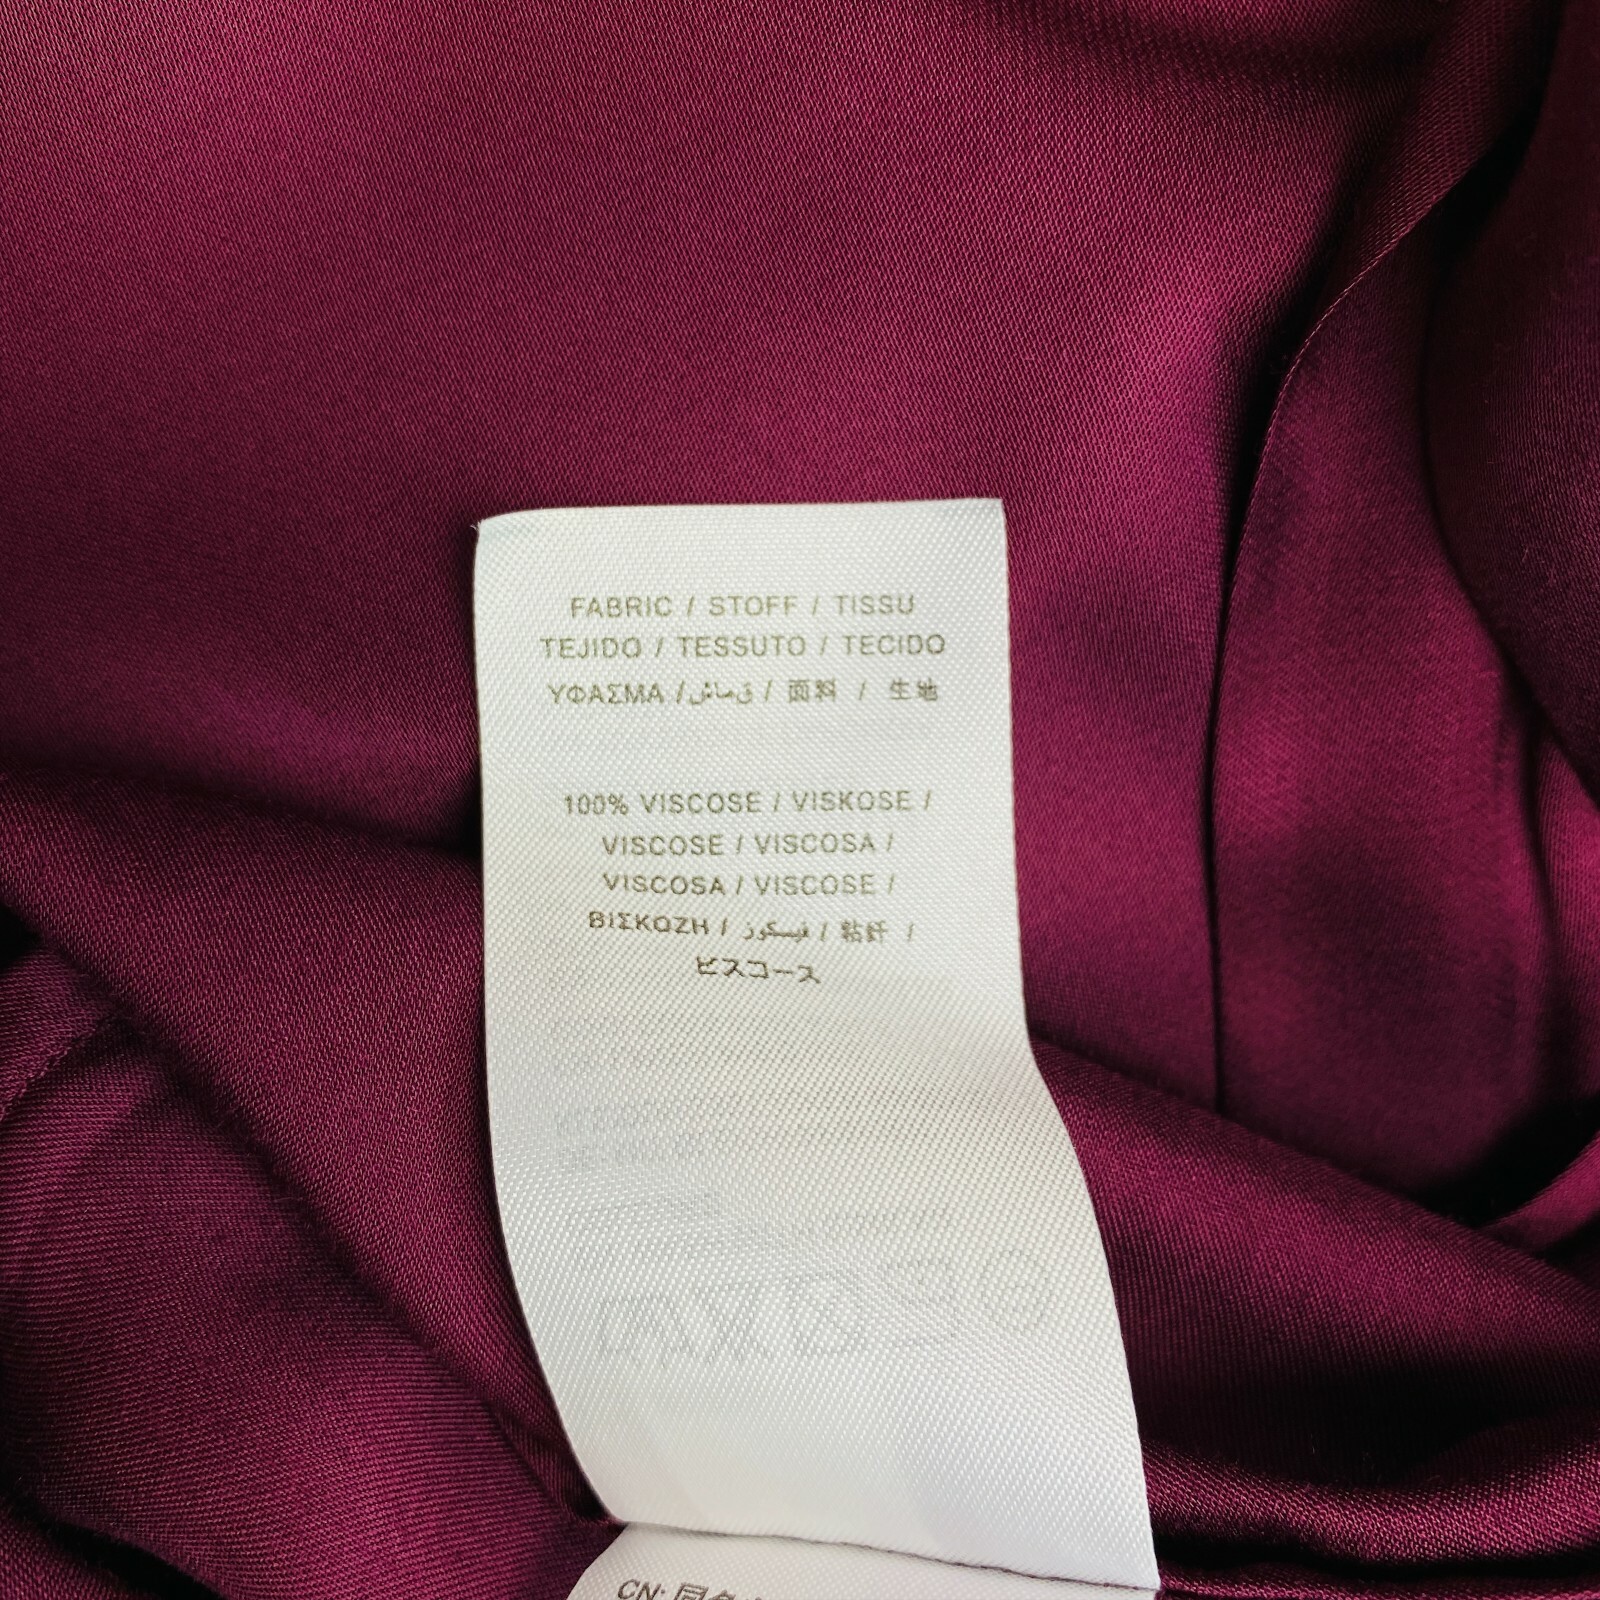 FABRIC / STOFF / TISSU
TEJIDO / TESSUTO / TECIDO
ΥΦΑΣΜΑ / قماش / 面料 / 生地
100% VISCOSE / VISKOSE /
VISCOSE / VISCOSA /
VISCOSA / VISCOSE /
ΒΙΣΚΟΖΗ / فيسكوز / 粘纤 /
ビスコース
CN: